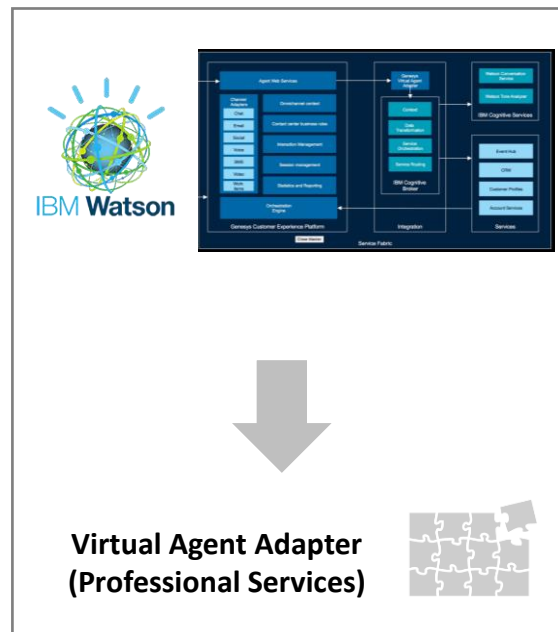 IBM Watson
Agent Web Services
Channel
Adapters
Chat
Email
Social
Voice
SMS
Video
Work
Items
Omnichannel context
Contact center business rules
Interaction Management
Session management
Statistics and Reporting
Orchestration
Engine
Genesys Customer Experience Platform
Genesys
Virtual Agent
Adapter
Context
Data
Transformation
Service
Orchestration
Service Routing
IBM Cognitive
Broker
Integration
Watson Conversation
Services
Watson Tone Analyzer
IBM Cognitive Services
Event Hub
CRM
Customer Profiles
Account Services
Services
Service Fabric
Virtual Agent Adapter
(Professional Services)